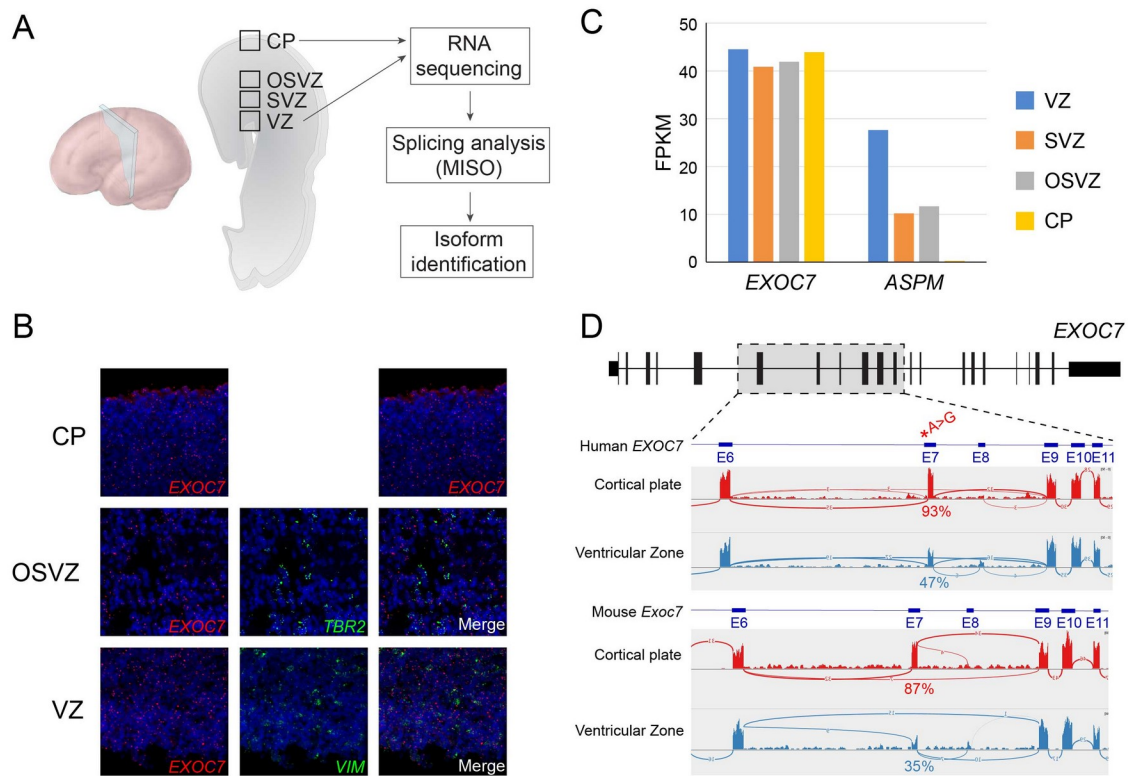 A
CP
OSVZ
SVZ
VZ
RNA
sequencing
Splicing analysis
(MISO)
Isoform
identification
B
CP
EXOC7
EXOC7
OSVZ
EXOC7
TBR2
Merge
VZ
EXOC7
VIM
Merge
C
FPKM
50
40
30
20
10
0
EXOC7
ASPM
VZ
SVZ
OSVZ
CP
D
EXOC7
*A>G
Human EXOC7
E6
E7
E8
E9
E10
E11
Cortical plate
93%
Ventricular Zone
47%
Mouse Exoc7
E6
E7
E8
E9
E10
E11
Cortical plate
87%
Ventricular Zone
35%